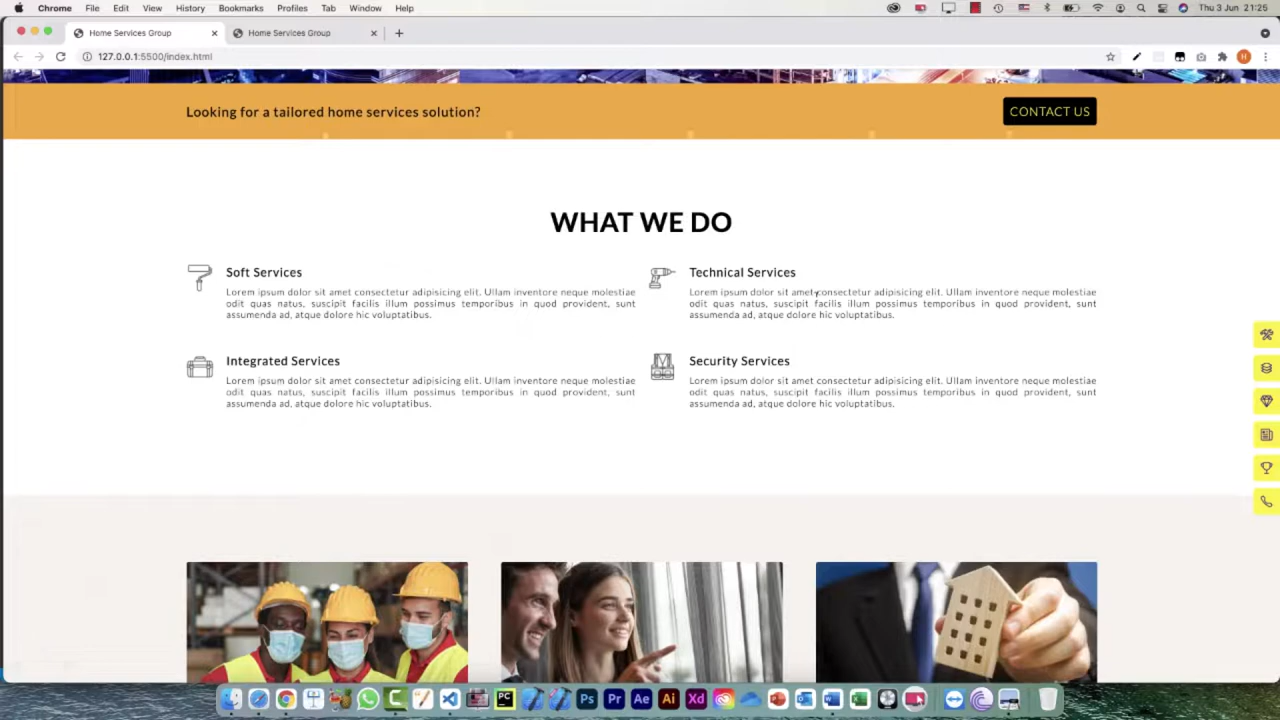 Chrome File Edit View History Bookmarks Profiles Tab Window Help Thu 3 Jun 21:25
Home Services Group Home Services Group
127.0.0.1:5500/index.html H
Looking for a tailored home services solution? CONTACT US
WHAT WE DO
Soft Services
Lorem ipsum dolor sit amet consectetur adipisicing elit. Ullam inventore neque molestiae
odit quas natus, suscipit facilis illum possimus temporibus in quod provident, sunt
assumenda ad, atque dolore hic voluptatibus.
Technical Services
Lorem ipsum dolor sit amet consectetur adipisicing elit. Ullam inventore neque molestiae
odit quas natus, suscipit facilis illum possimus temporibus in quod provident, sunt
assumenda ad, atque dolore hic voluptatibus.
Integrated Services
Lorem ipsum dolor sit amet consectetur adipisicing elit. Ullam inventore neque molestiae
odit quas natus, suscipit facilis illum possimus temporibus in quod provident, sunt
assumenda ad, atque dolore hic voluptatibus.
Security Services
Lorem ipsum dolor sit amet consectetur adipisicing elit. Ullam inventore neque molestiae
odit quas natus, suscipit facilis illum possimus temporibus in quod provident, sunt
assumenda ad, atque dolore hic voluptatibus.
PC Ps Pr Ae Ai Xd